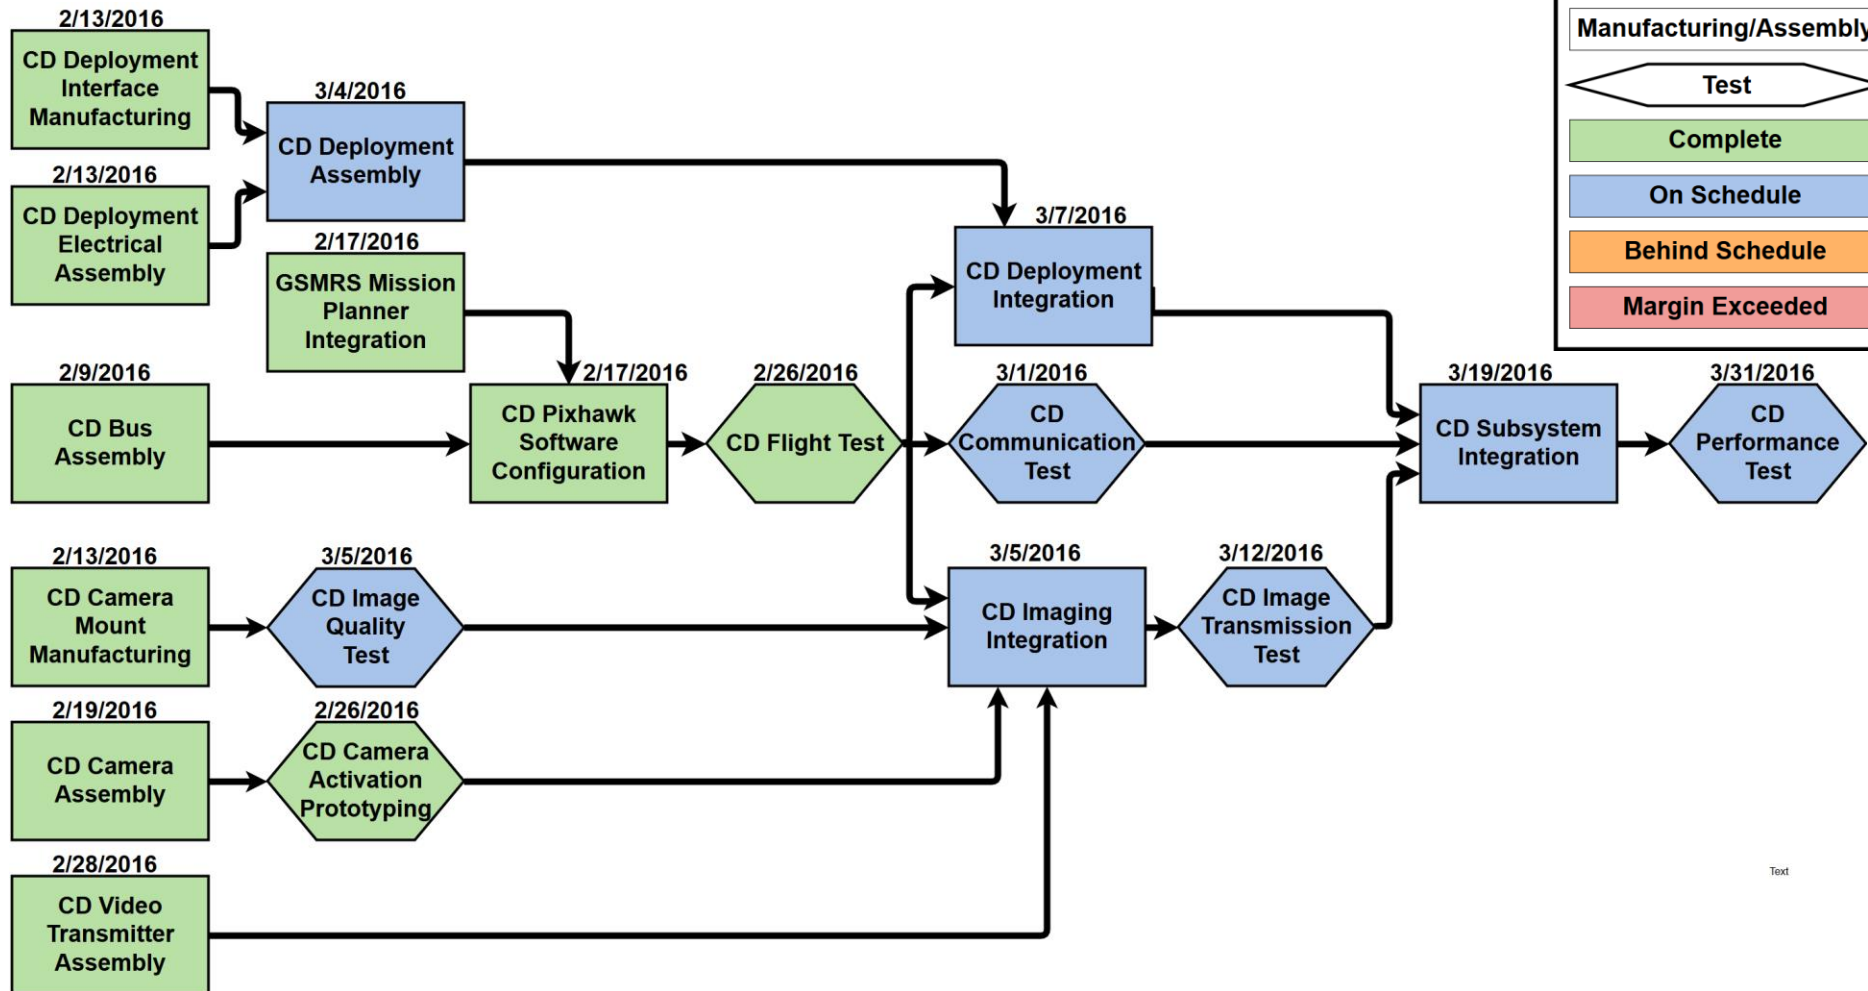 2/13/2016
CD Deployment
Interface
Manufacturing
2/13/2016
CD Deployment
Electrical
Assembly
3/4/2016
CD Deployment
Assembly
2/17/2016
GSMRS Mission
Planner
Integration
2/9/2016
CD Bus
Assembly
2/17/2016
CD Pixhawk
Software
Configuration
2/26/2016
CD Flight Test
3/7/2016
CD Deployment
Integration
3/1/2016
CD
Communication
Test
3/19/2016
CD Subsystem
Integration
3/31/2016
CD
Performance
Test
2/13/2016
CD Camera
Mount
Manufacturing
3/5/2016
CD Image
Quality
Test
3/5/2016
CD Imaging
Integration
3/12/2016
CD Image
Transmission
Test
2/19/2016
CD Camera
Assembly
2/26/2016
CD Camera
Activation
Prototyping
2/28/2016
CD Video
Transmitter
Assembly
Manufacturing/Assembly
Test
Complete
On Schedule
Behind Schedule
Margin Exceeded
Text